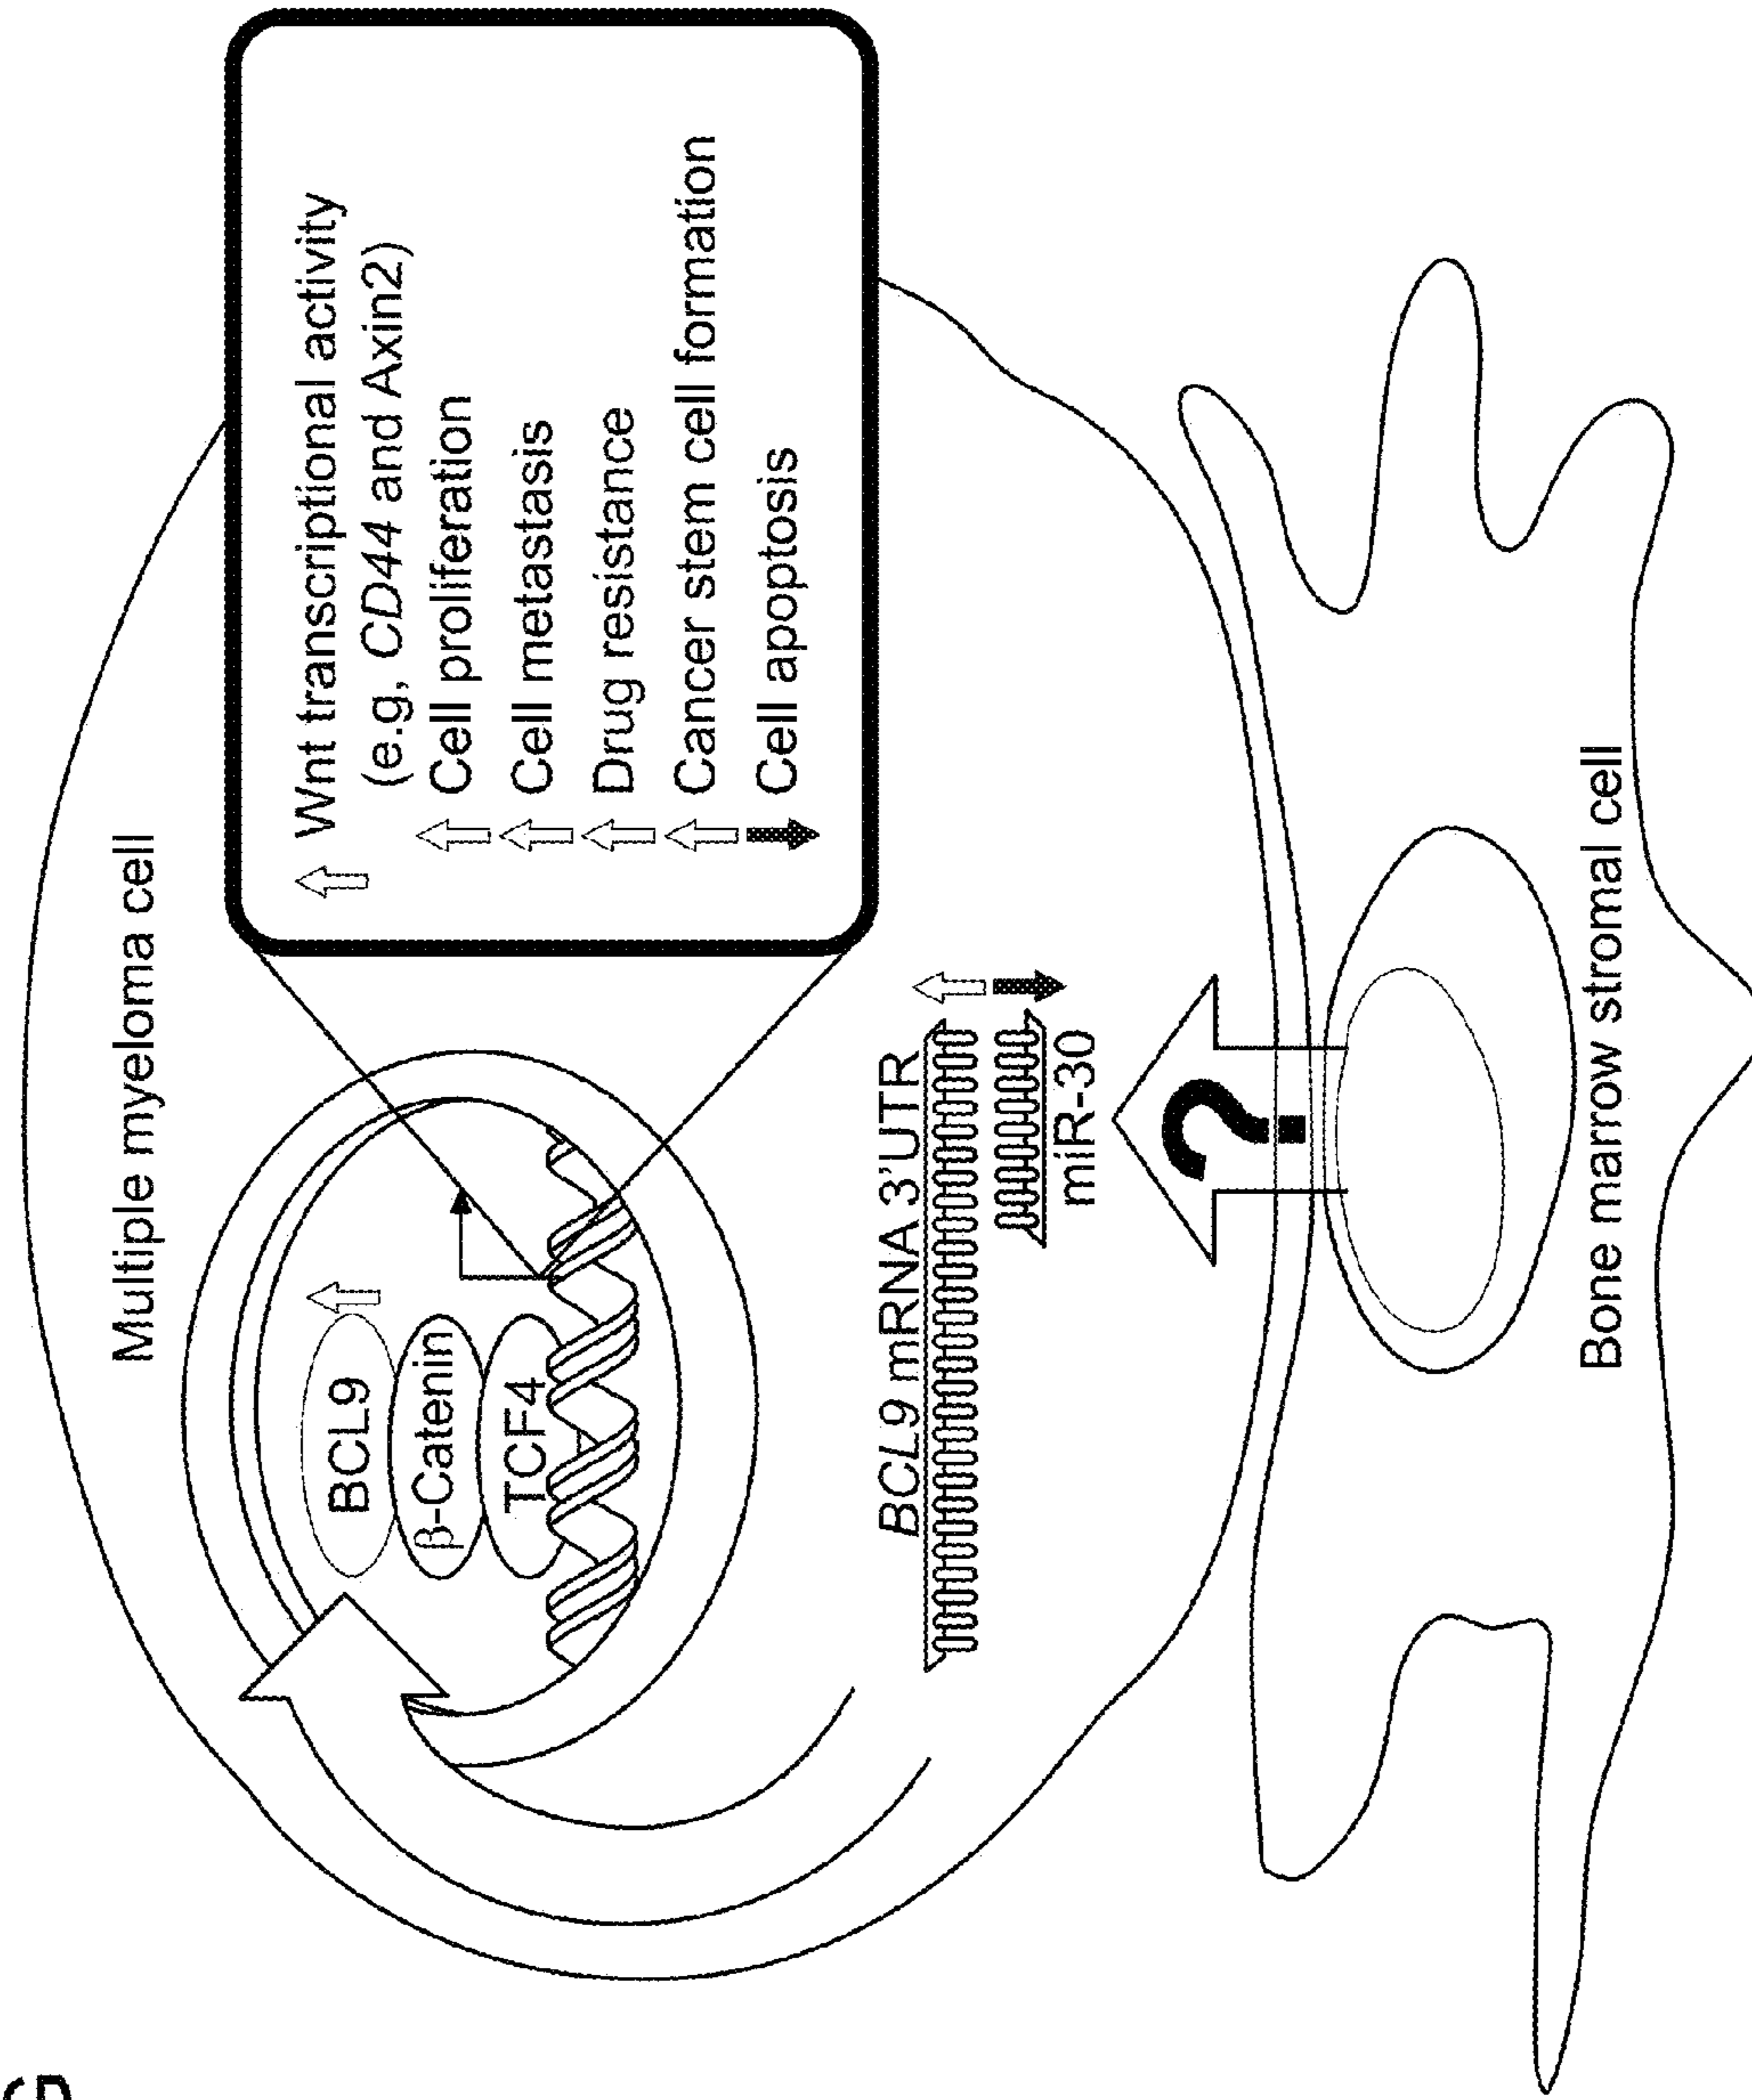 Multiple myeloma cell
BCL9
β-Catenin
TCF4
Wnt transcriptional activity
(e.g, CD44 and Axin2)
Cell proliferation
Cell metastasis
Drug resistance
Cancer stem cell formation
Cell apoptosis
BCL9 mRNA 3'UTR
miR-30
?
Bone marrow stromal cell